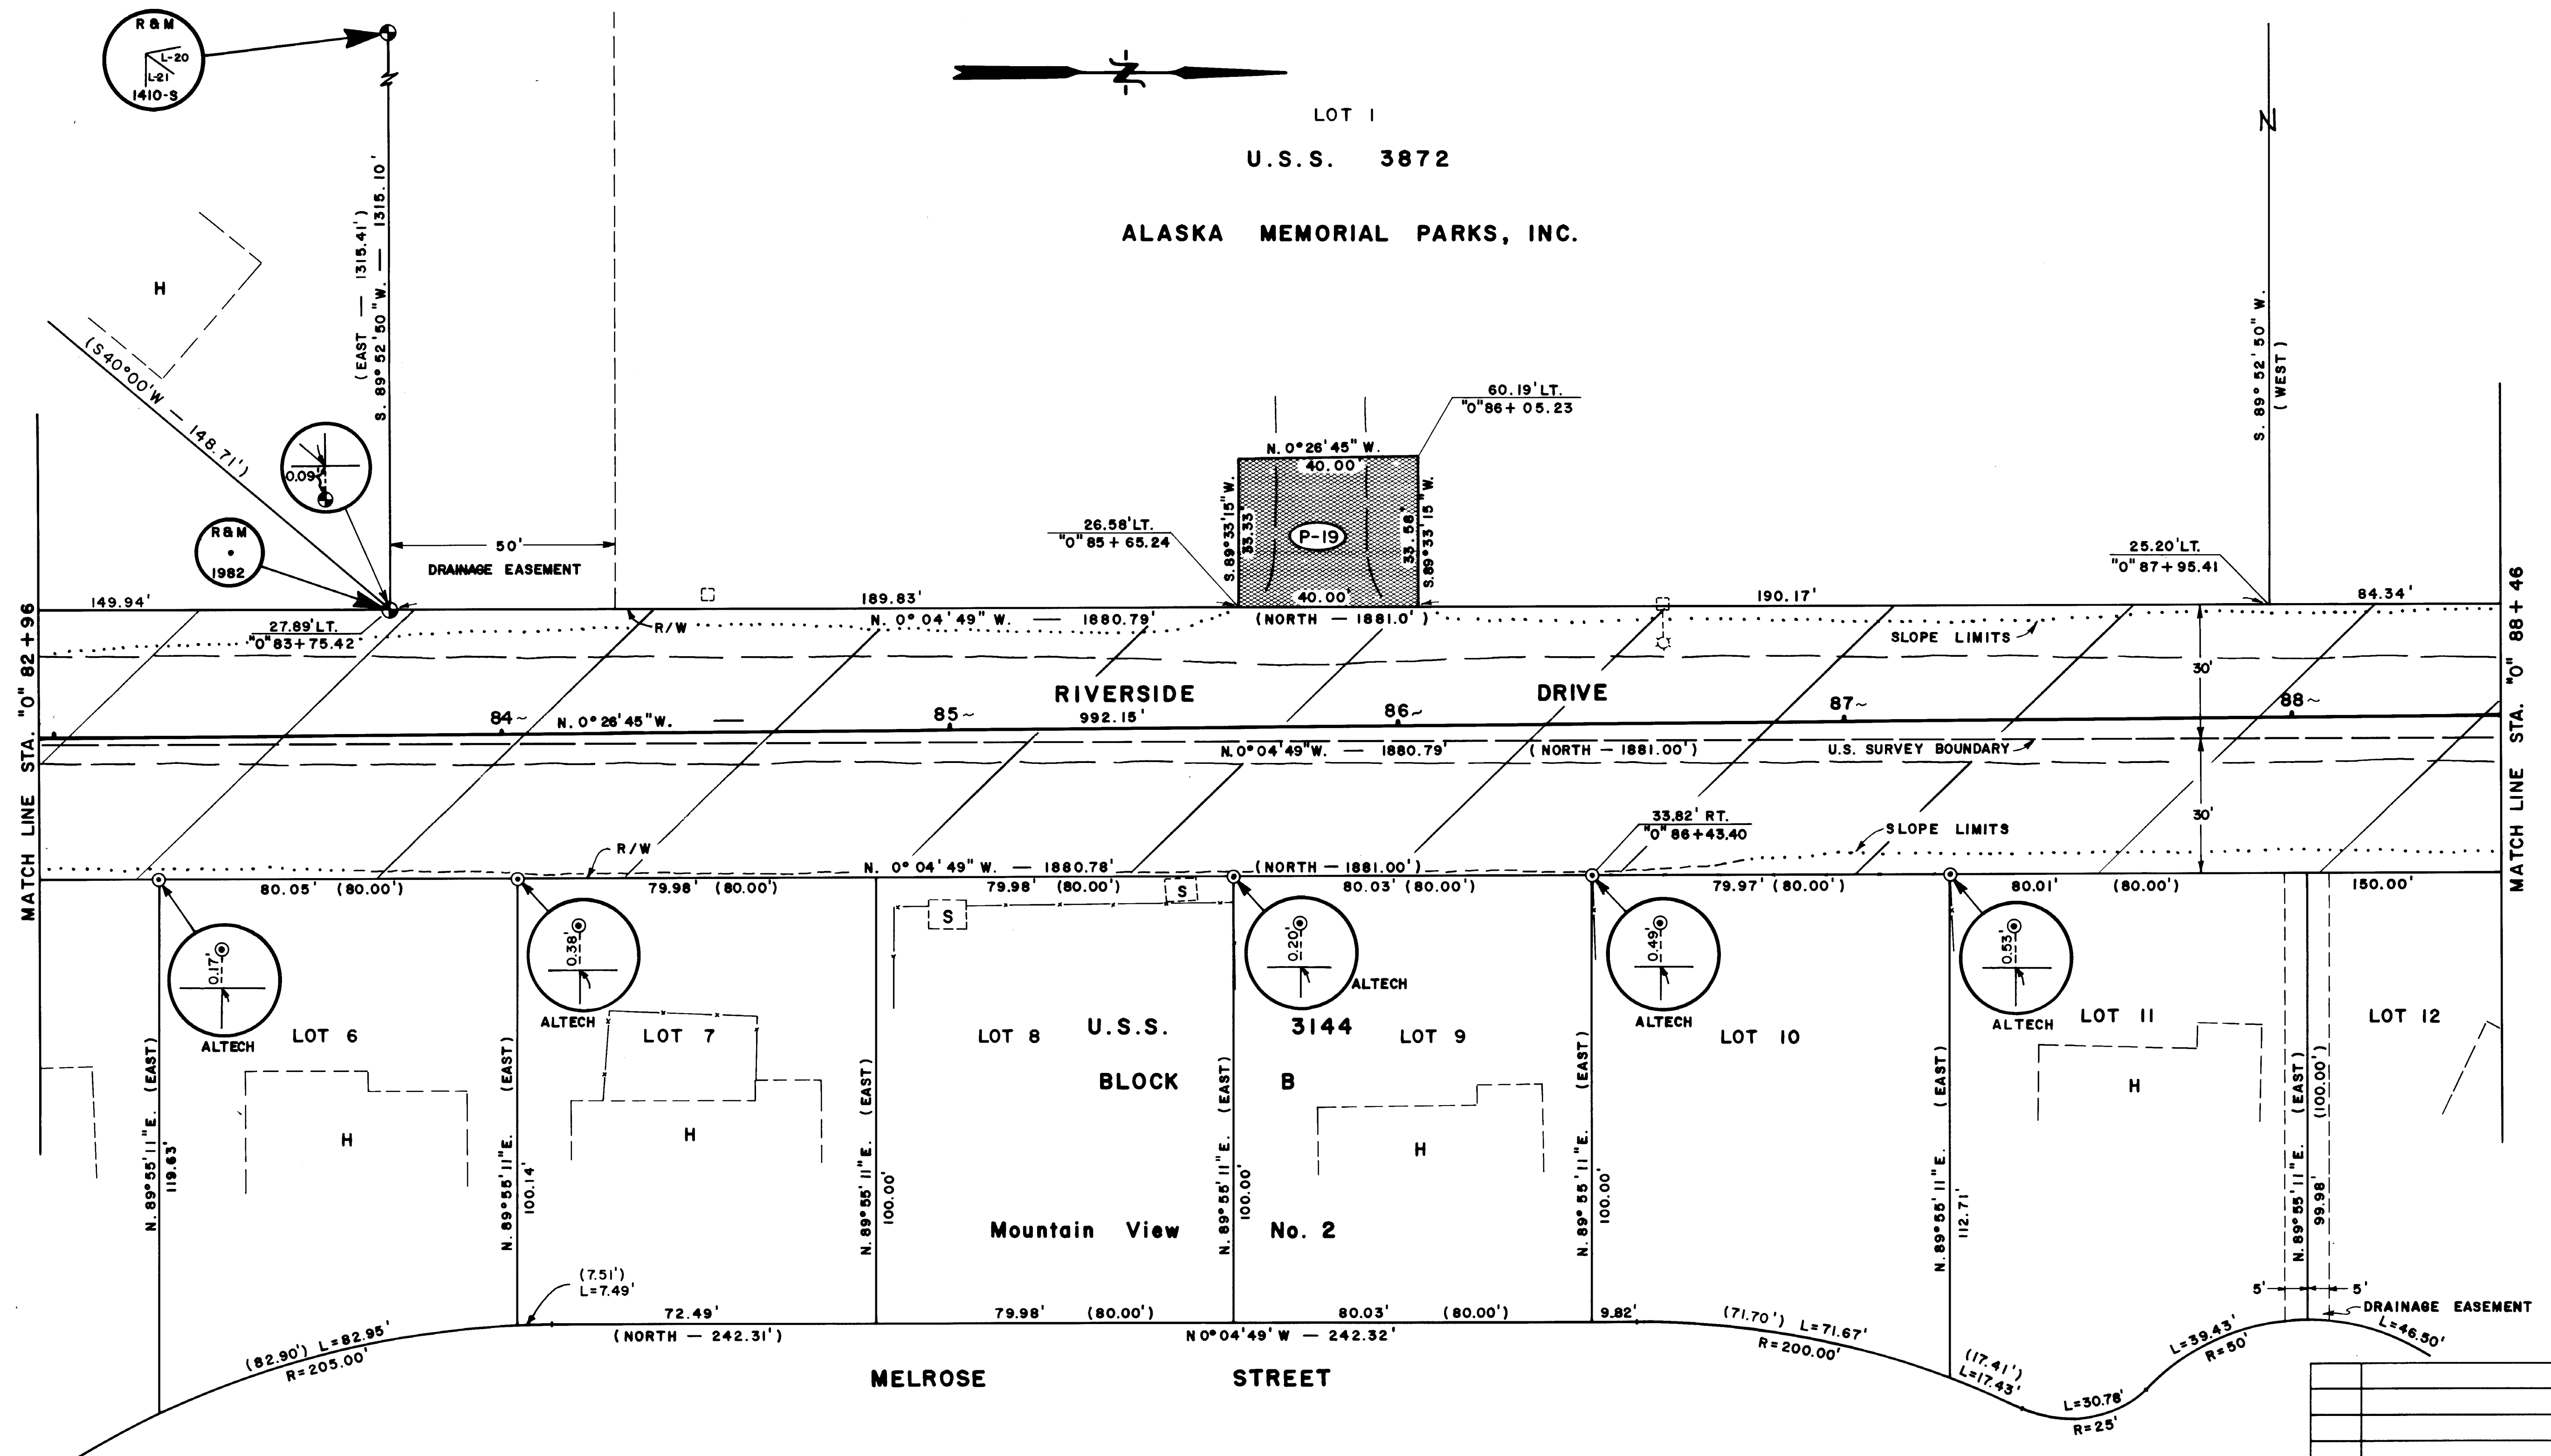 R & M
L-20
L-21
1410-S
N
LOT 1
U.S.S. 3872
ALASKA MEMORIAL PARKS, INC.
N
(EAST — 1315.41')
S. 89° 52' 50" W. — 1315.10'
S. 89° 52' 50" W.
(WEST)
H
(S40°00'W — 148.71')
0.09'
R&M
1982
50'
DRAINAGE EASEMENT
60.19' LT.
"O" 86+05.23
N. 0° 26' 45" W.
40.00'
S. 89° 33' 15" W.
33.33'
P-19
33.58'
S. 89° 33' 15" W.
40.00'
26.58' LT.
"O" 85+65.24
25.20' LT.
"O" 87+95.41
MATCH LINE STA. "O" 82+96
MATCH LINE STA. "O" 88+46
149.94'
189.83'
190.17'
84.34'
27.89' LT.
"O" 83+75.42
R/W
N. 0° 04' 49" W. — 1880.79'
(NORTH — 1881.0')
SLOPE LIMITS
30'
RIVERSIDE DRIVE
84~
N. 0° 26' 45" W. — 992.15'
85~
86~
87~
88~
N. 0° 04' 49" W. — 1880.79' (NORTH — 1881.00')
U.S. SURVEY BOUNDARY
30'
33.82' RT.
"O" 86+43.40
SLOPE LIMITS
R/W
N. 0° 04' 49" W. — 1880.78' (NORTH — 1881.00')
80.05' (80.00')
79.98' (80.00')
79.98' (80.00')
80.03' (80.00')
79.97' (80.00')
80.01' (80.00')
150.00'
S
S
0.17'
ALTECH
0.38'
ALTECH
0.20'
ALTECH
0.49'
ALTECH
0.53'
ALTECH
LOT 6
LOT 7
LOT 8
LOT 9
LOT 10
LOT 11
LOT 12
U.S.S. 3144
BLOCK B
Mountain View No. 2
H
H
H
H
N. 89° 55' 11" E. (EAST)
119.63'
N. 89° 55' 11" E. (EAST)
100.14'
N. 89° 55' 11" E. (EAST)
100.00'
N. 89° 55' 11" E. (EAST)
100.00'
N. 89° 55' 11" E. (EAST)
100.00'
N. 89° 55' 11" E. (EAST)
112.71'
N. 89° 55' 11" E. (EAST)
99.98' (100.00')
5' 5'
DRAINAGE EASEMENT
(7.51')
L=7.49'
72.49'
79.98' (80.00')
80.03' (80.00')
9.82'
(NORTH — 242.31')
N 0° 04' 49' W — 242.32'
(82.90') L=82.95'
R=205.00'
(71.70') L=71.67'
R=200.00'
(17.41')
L=17.43'
L=30.78'
R=25'
L=39.43'
R=50'
L=46.50'
MELROSE STREET